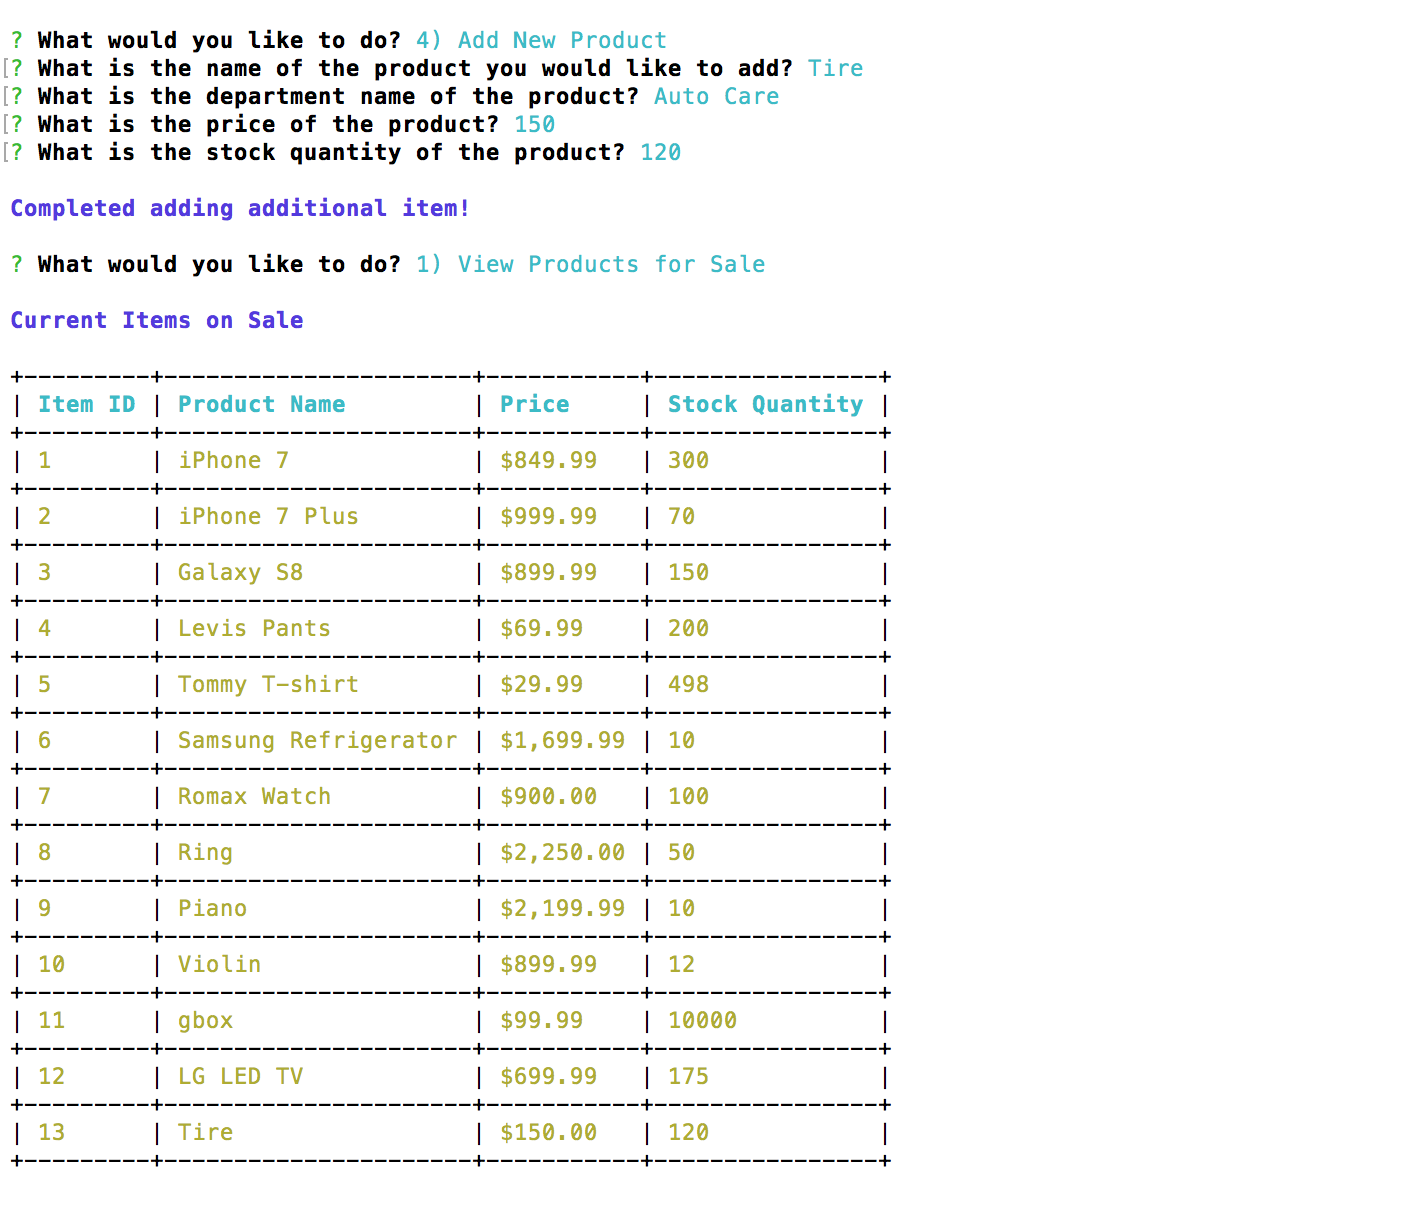 ? What would you like to do? 4) Add New Product
[? What is the name of the product you would like to add? Tire
[? What is the department name of the product? Auto Care
[? What is the price of the product? 150
[? What is the stock quantity of the product? 120
Completed adding additional item!
? What would you like to do? 1) View Products for Sale
Current Items on Sale
+---------+----------------------+-----------+----------------+
| Item ID | Product Name         | Price     | Stock Quantity |
+---------+----------------------+-----------+----------------+
| 1       | iPhone 7             | $849.99   | 300            |
+---------+----------------------+-----------+----------------+
| 2       | iPhone 7 Plus        | $999.99   | 70             |
+---------+----------------------+-----------+----------------+
| 3       | Galaxy S8            | $899.99   | 150            |
+---------+----------------------+-----------+----------------+
| 4       | Levis Pants          | $69.99    | 200            |
+---------+----------------------+-----------+----------------+
| 5       | Tommy T-shirt        | $29.99    | 498            |
+---------+----------------------+-----------+----------------+
| 6       | Samsung Refrigerator | $1,699.99 | 10             |
+---------+----------------------+-----------+----------------+
| 7       | Romax Watch          | $900.00   | 100            |
+---------+----------------------+-----------+----------------+
| 8       | Ring                 | $2,250.00 | 50             |
+---------+----------------------+-----------+----------------+
| 9       | Piano                | $2,199.99 | 10             |
+---------+----------------------+-----------+----------------+
| 10      | Violin               | $899.99   | 12             |
+---------+----------------------+-----------+----------------+
| 11      | gbox                 | $99.99    | 10000          |
+---------+----------------------+-----------+----------------+
| 12      | LG LED TV            | $699.99   | 175            |
+---------+----------------------+-----------+----------------+
| 13      | Tire                 | $150.00   | 120            |
+---------+----------------------+-----------+----------------+